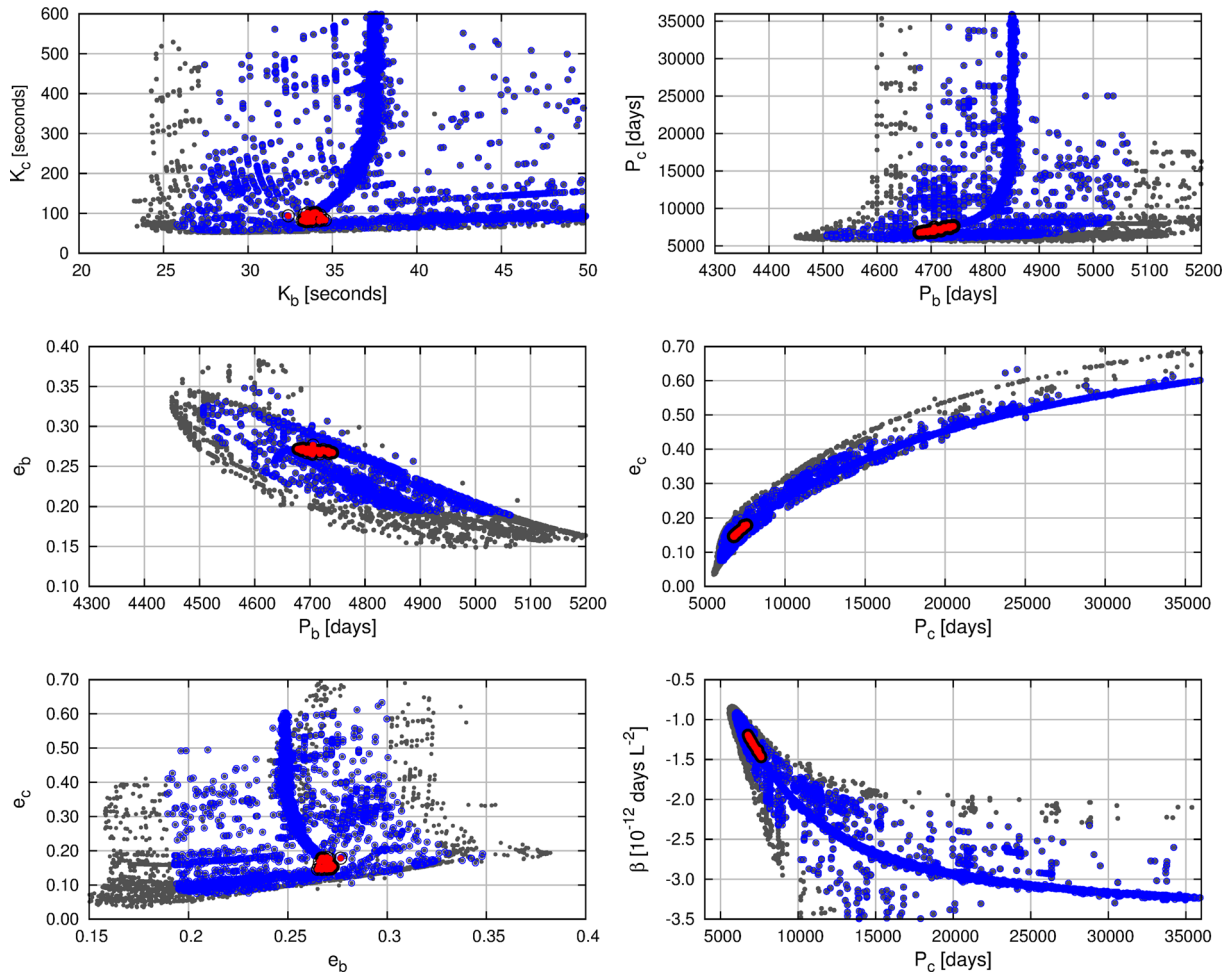 600
500
400
300
200
100
0
K_c [seconds]
20 25 30 35 40 45 50
K_b [seconds]
35000
30000
25000
20000
15000
10000
5000
P_c [days]
4300 4400 4500 4600 4700 4800 4900 5000 5100 5200
P_b [days]
0.40
0.35
0.30
0.25
0.20
0.15
0.10
e_b
4300 4400 4500 4600 4700 4800 4900 5000 5100 5200
P_b [days]
0.70
0.60
0.50
0.40
0.30
0.20
0.10
0.00
e_c
5000 10000 15000 20000 25000 30000 35000
P_c [days]
0.70
0.60
0.50
0.40
0.30
0.20
0.10
0.00
e_c
0.15 0.2 0.25 0.3 0.35 0.4
e_b
-0.5
-1.0
-1.5
-2.0
-2.5
-3.0
-3.5
β [10^-12 days L^-2]
5000 10000 15000 20000 25000 30000 35000
P_c [days]